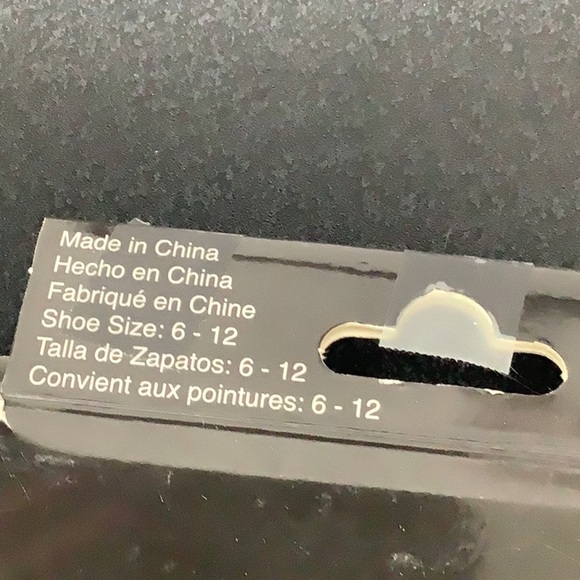 Made in China
Hecho en China
Fabriqué en Chine
Shoe Size: 6 - 12
Talla de Zapatos: 6 - 12
Convient aux pointures: 6 - 12